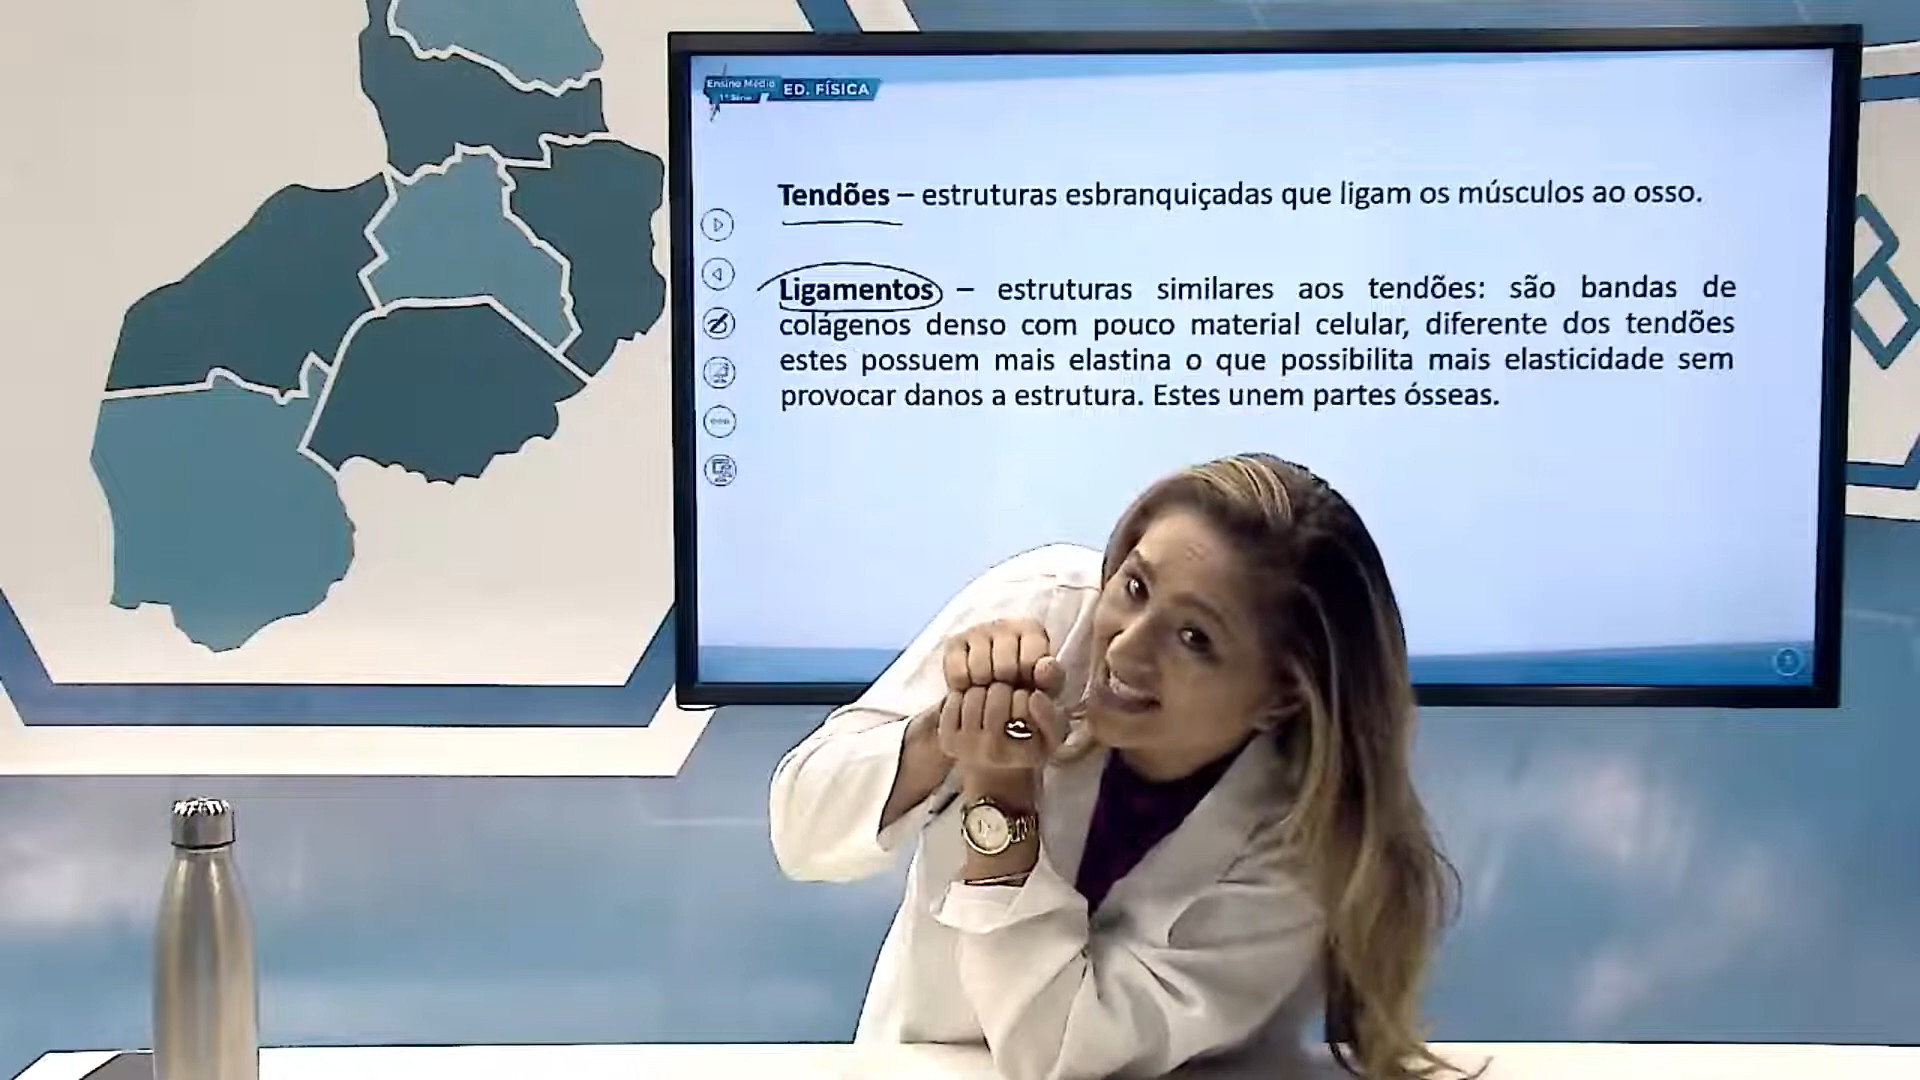 Ensino Médio
1ª Série
ED. FÍSICA
Tendões – estruturas esbranquiçadas que ligam os músculos ao osso.
Ligamentos – estruturas similares aos tendões: são bandas de
colágenos denso com pouco material celular, diferente dos tendões
estes possuem mais elastina o que possibilita mais elasticidade sem
provocar danos a estrutura. Estes unem partes ósseas.